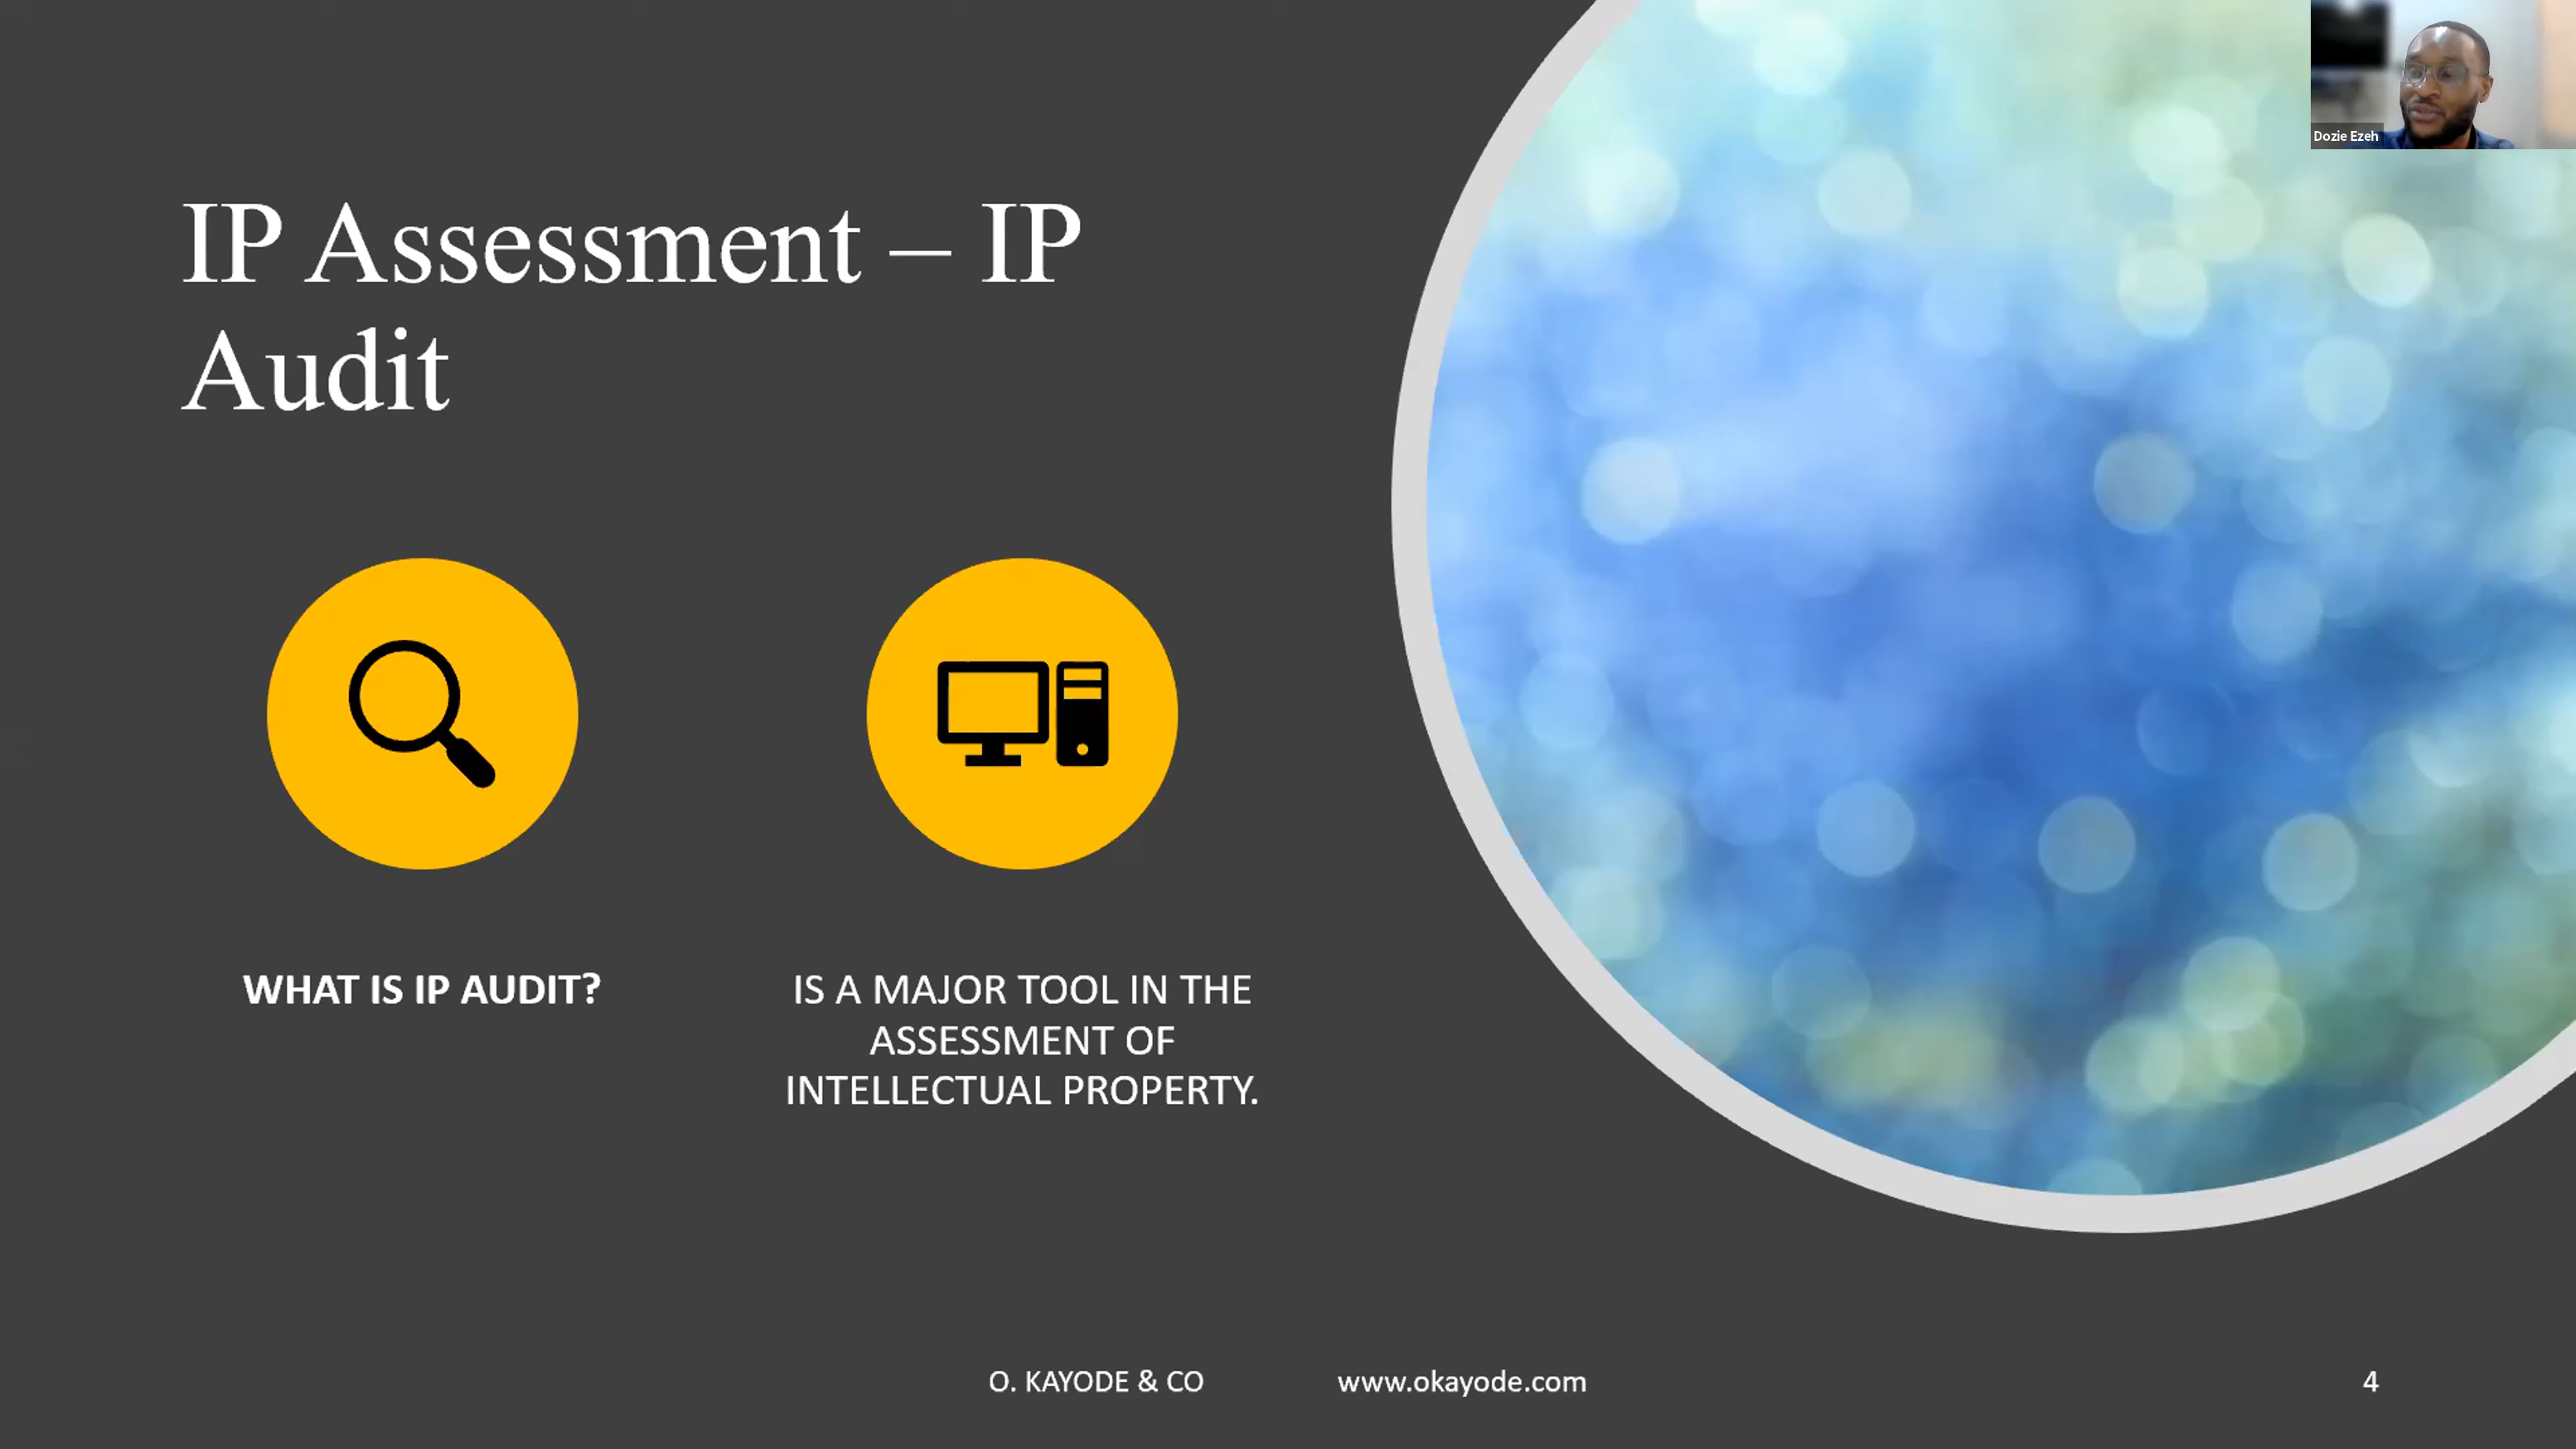 Dozie Ezeh
IP Assessment – IP
Audit
WHAT IS IP AUDIT?
IS A MAJOR TOOL IN THE
ASSESSMENT OF
INTELLECTUAL PROPERTY.
O. KAYODE & CO
www.okayode.com
4